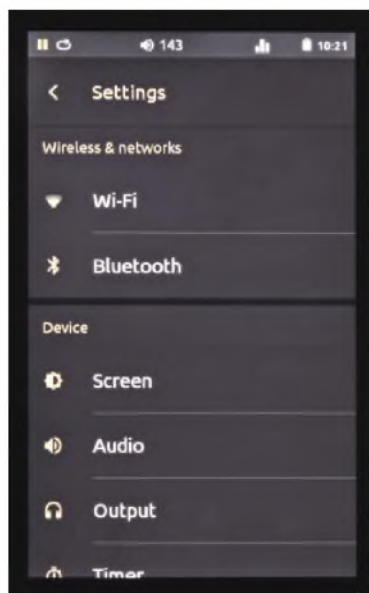 143 10:21
Settings
Wireless & networks
Wi-Fi
Bluetooth
Device
Screen
Audio
Output
Timer